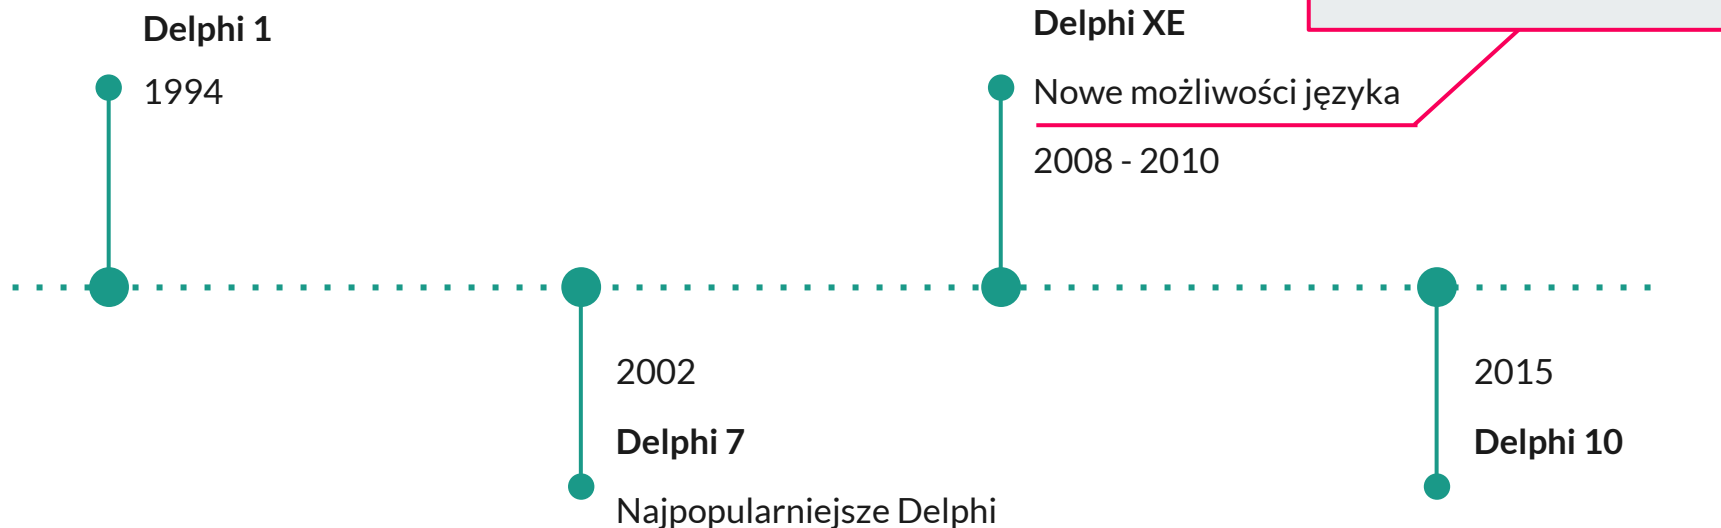 Delphi 1
1994
Delphi XE
Nowe możliwości języka
2008 - 2010
2002
Delphi 7
Najpopularniejsze Delphi
2015
Delphi 10